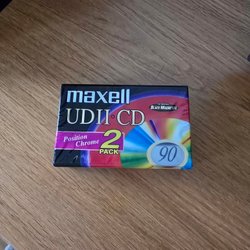 maxell
UDII·CD
Position
Chrome
2
PACK
90